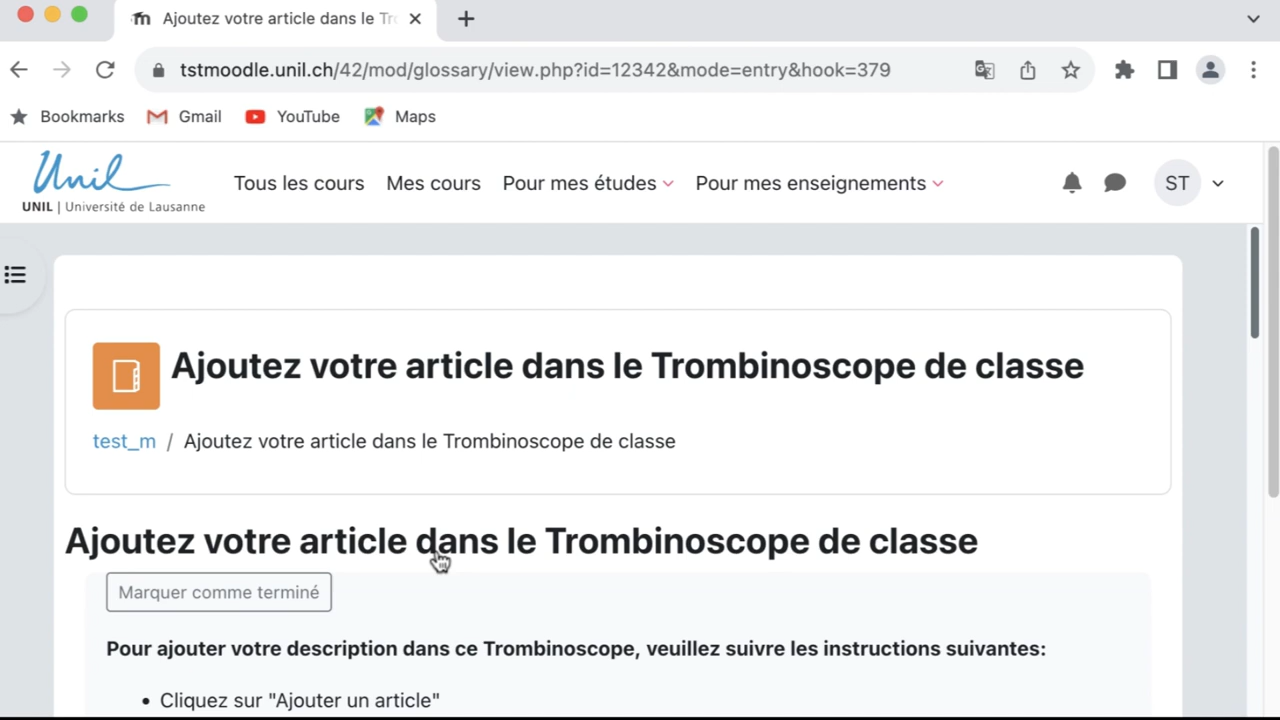 Ajoutez votre article dans le Tr
tstmoodle.unil.ch/42/mod/glossary/view.php?id=12342&mode=entry&hook=379
Bookmarks Gmail YouTube Maps
Unil
UNIL | Université de Lausanne
Tous les cours Mes cours Pour mes études Pour mes enseignements ST
Ajoutez votre article dans le Trombinoscope de classe
test_m / Ajoutez votre article dans le Trombinoscope de classe
Ajoutez votre article dans le Trombinoscope de classe
Marquer comme terminé
Pour ajouter votre description dans ce Trombinoscope, veuillez suivre les instructions suivantes:
• Cliquez sur "Ajouter un article"